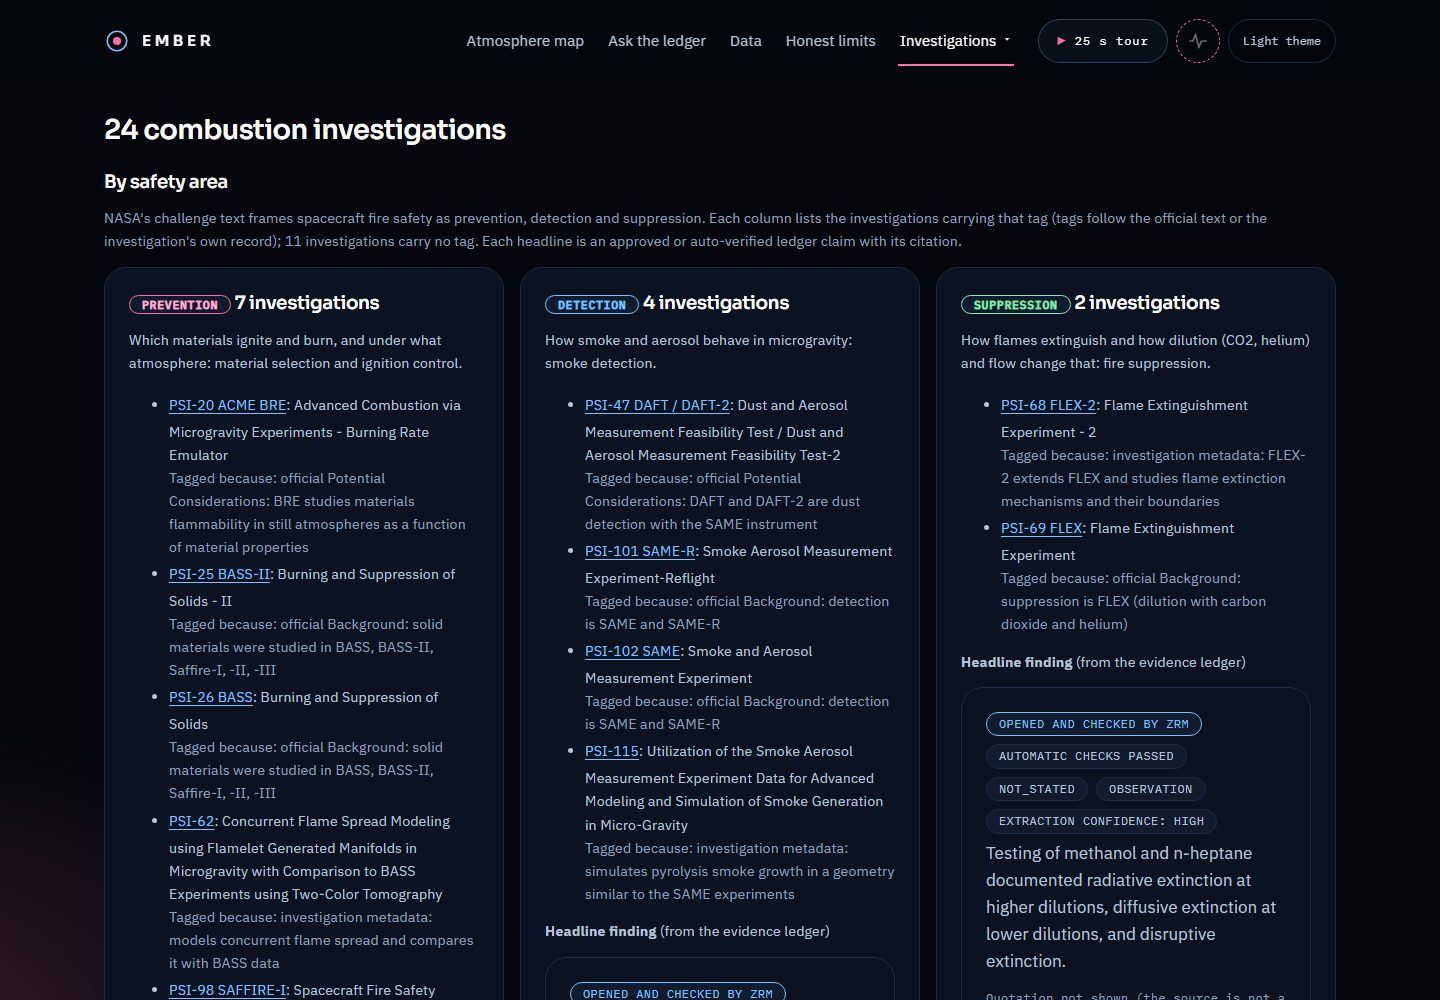 EMBER
Atmosphere map
Ask the ledger
Data
Honest limits
Investigations
25 s tour
Light theme
24 combustion investigations
By safety area
NASA's challenge text frames spacecraft fire safety as prevention, detection and suppression. Each column lists the investigations carrying that tag (tags follow the official text or the
investigation's own record); 11 investigations carry no tag. Each headline is an approved or auto-verified ledger claim with its citation.
PREVENTION 7 investigations
Which materials ignite and burn, and under what
atmosphere: material selection and ignition control.
PSI-20 ACME BRE: Advanced Combustion via
Microgravity Experiments - Burning Rate
Emulator
Tagged because: official Potential
Considerations: BRE studies materials
flammability in still atmospheres as a function
of material properties
PSI-25 BASS-II: Burning and Suppression of
Solids - II
Tagged because: official Background: solid
materials were studied in BASS, BASS-II,
Saffire-I, -II, -III
PSI-26 BASS: Burning and Suppression of
Solids
Tagged because: official Background: solid
materials were studied in BASS, BASS-II,
Saffire-I, -II, -III
PSI-62: Concurrent Flame Spread Modeling
using Flamelet Generated Manifolds in
Microgravity with Comparison to BASS
Experiments using Two-Color Tomography
Tagged because: investigation metadata:
models concurrent flame spread and compares
it with BASS data
PSI-98 SAFFIRE-I: Spacecraft Fire Safety
DETECTION 4 investigations
How smoke and aerosol behave in microgravity:
smoke detection.
PSI-47 DAFT / DAFT-2: Dust and Aerosol
Measurement Feasibility Test / Dust and
Aerosol Measurement Feasibility Test-2
Tagged because: official Potential
Considerations: DAFT and DAFT-2 are dust
detection with the SAME instrument
PSI-101 SAME-R: Smoke Aerosol Measurement
Experiment-Reflight
Tagged because: official Background: detection
is SAME and SAME-R
PSI-102 SAME: Smoke and Aerosol
Measurement Experiment
Tagged because: official Background: detection
is SAME and SAME-R
PSI-115: Utilization of the Smoke Aerosol
Measurement Experiment Data for Advanced
Modeling and Simulation of Smoke Generation
in Micro-Gravity
Tagged because: investigation metadata:
simulates pyrolysis smoke growth in a geometry
similar to the SAME experiments
Headline finding (from the evidence ledger)
OPENED AND CHECKED BY ZRM
SUPPRESSION 2 investigations
How flames extinguish and how dilution (CO2, helium)
and flow change that: fire suppression.
PSI-68 FLEX-2: Flame Extinguishment
Experiment - 2
Tagged because: investigation metadata: FLEX-
2 extends FLEX and studies flame extinction
mechanisms and their boundaries
PSI-69 FLEX: Flame Extinguishment
Experiment
Tagged because: official Background:
suppression is FLEX (dilution with carbon
dioxide and helium)
Headline finding (from the evidence ledger)
OPENED AND CHECKED BY ZRM
AUTOMATIC CHECKS PASSED
NOT_STATED OBSERVATION
EXTRACTION CONFIDENCE: HIGH
Testing of methanol and n-heptane
documented radiative extinction at
higher dilutions, diffusive extinction at
lower dilutions, and disruptive
extinction.
Quotation not shown (the source is not a